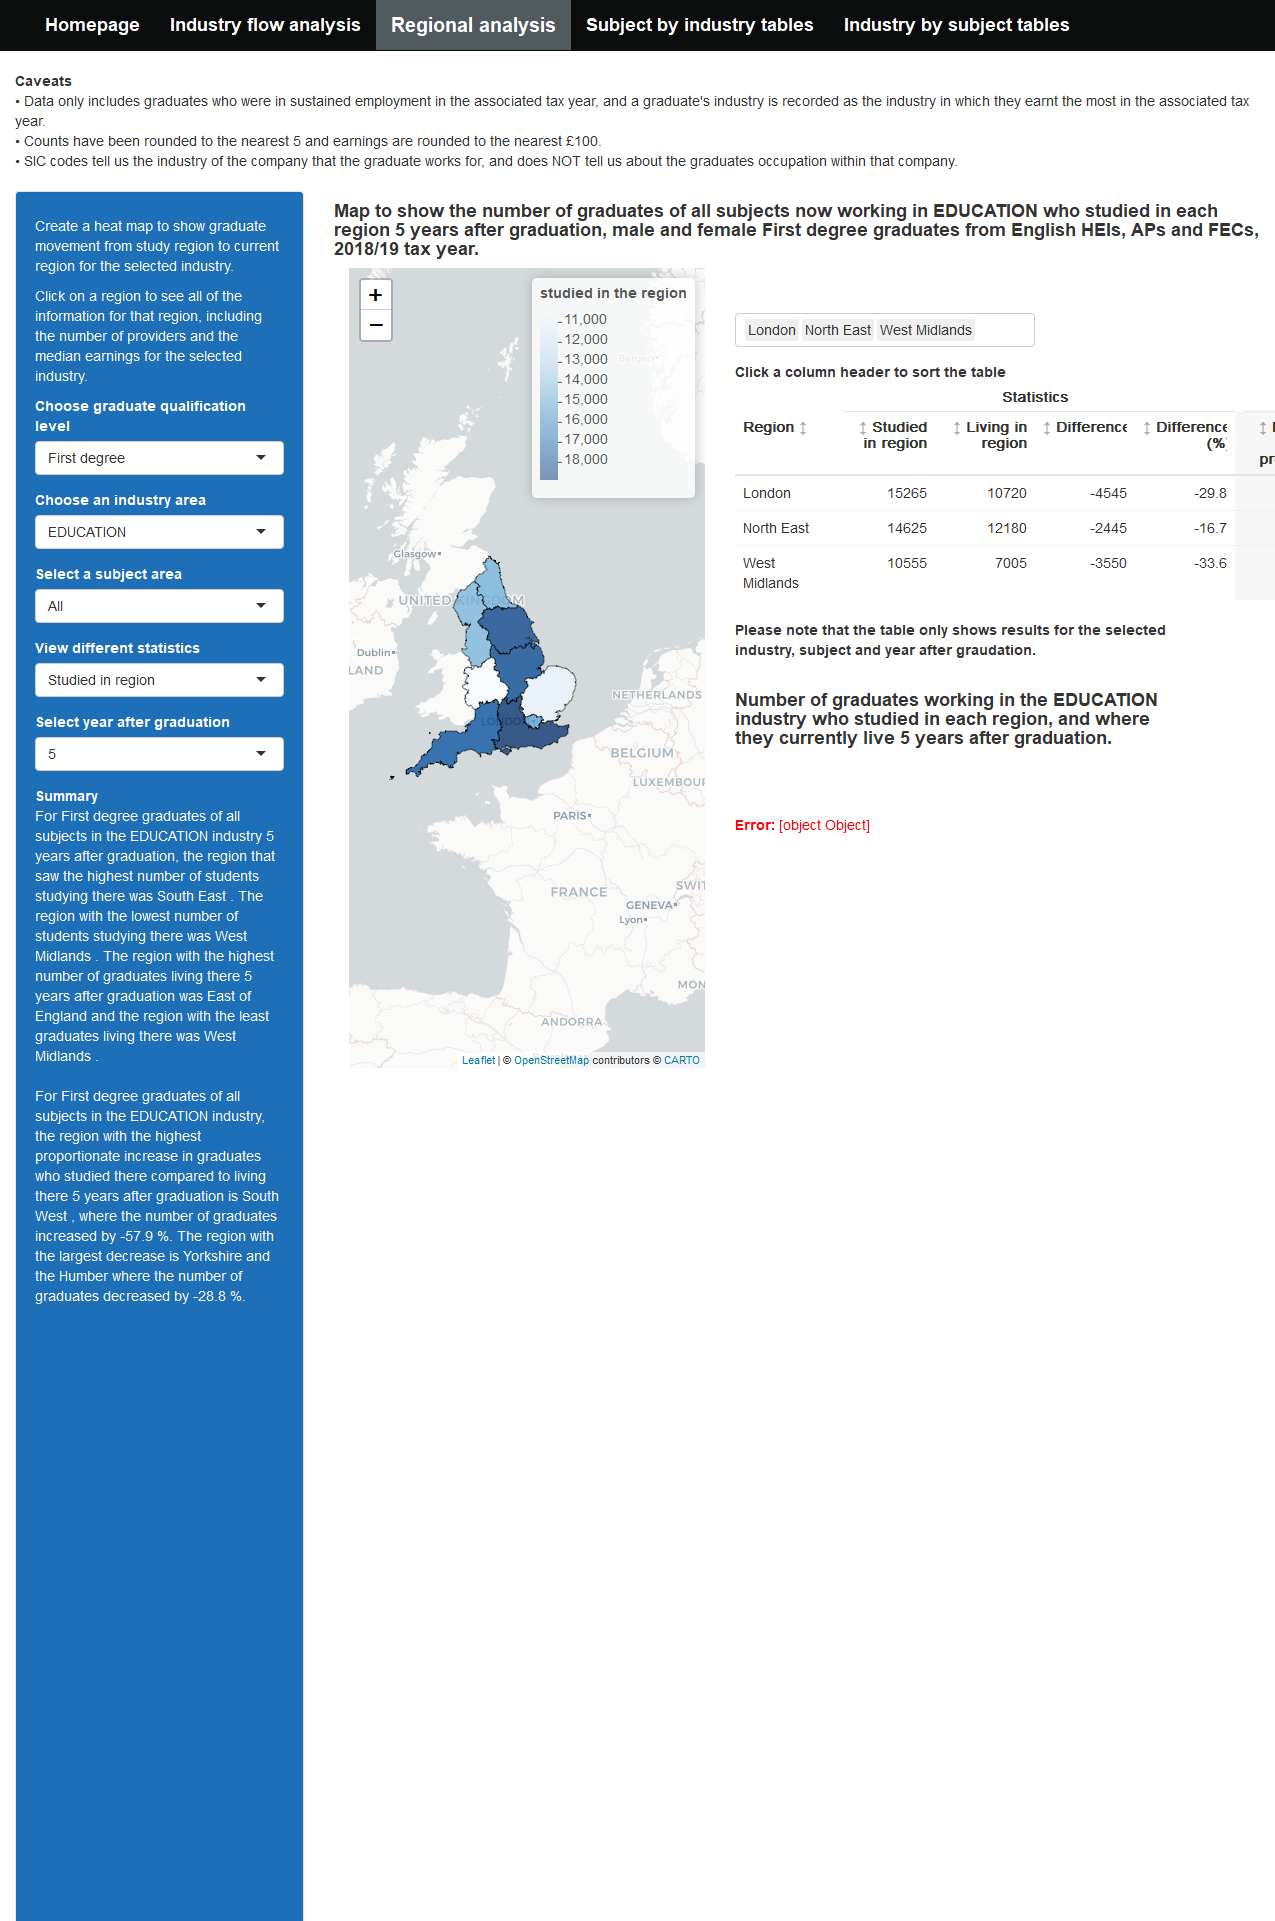 Homepage Industry flow analysis Regional analysis Subject by industry tables Industry by subject tables
Caveats
• Data only includes graduates who were in sustained employment in the associated tax year, and a graduate's industry is recorded as the industry in which they earnt the most in the associated tax
year.
• Counts have been rounded to the nearest 5 and earnings are rounded to the nearest £100.
• SIC codes tell us the industry of the company that the graduate works for, and does NOT tell us about the graduates occupation within that company.
Create a heat map to show graduate
movement from study region to current
region for the selected industry.
Click on a region to see all of the
information for that region, including
the number of providers and the
median earnings for the selected
industry.
Choose graduate qualification
level
First degree
Choose an industry area
EDUCATION
Select a subject area
All
View different statistics
Studied in region
Select year after graduation
5
Summary
For First degree graduates of all
subjects in the EDUCATION industry 5
years after graduation, the region that
saw the highest number of students
studying there was South East . The
region with the lowest number of
students studying there was West
Midlands . The region with the highest
number of graduates living there 5
years after graduation was East of
England and the region with the least
graduates living there was West
Midlands .
For First degree graduates of all
subjects in the EDUCATION industry,
the region with the highest
proportionate increase in graduates
who studied there compared to living
there 5 years after graduation is South
West , where the number of graduates
increased by -57.9 %. The region with
the largest decrease is Yorkshire and
the Humber where the number of
graduates decreased by -28.8 %.
Map to show the number of graduates of all subjects now working in EDUCATION who studied in each
region 5 years after graduation, male and female First degree graduates from English HEIs, APs and FECs,
2018/19 tax year.
+
−
studied in the region
11,000
12,000
13,000
14,000
15,000
16,000
17,000
18,000
Bergen
Glasgow
UNITED KINGDOM
Dublin
LAND
LONDON
NETHERLANDS
BELGIUM
LUXEMBOUR
PARIS
FRANCE
SWIT
GENEVA
Lyon
MON
ANDORRA
Leaflet | © OpenStreetMap contributors © CARTO
London North East West Midlands
Click a column header to sort the table
Statistics
Region Studied in region Living in region Difference Difference (%)
pr
London 15265 10720 -4545 -29.8
North East 14625 12180 -2445 -16.7
West Midlands 10555 7005 -3550 -33.6
Please note that the table only shows results for the selected
industry, subject and year after graudation.
Number of graduates working in the EDUCATION
industry who studied in each region, and where
they currently live 5 years after graduation.
Error: [object Object]